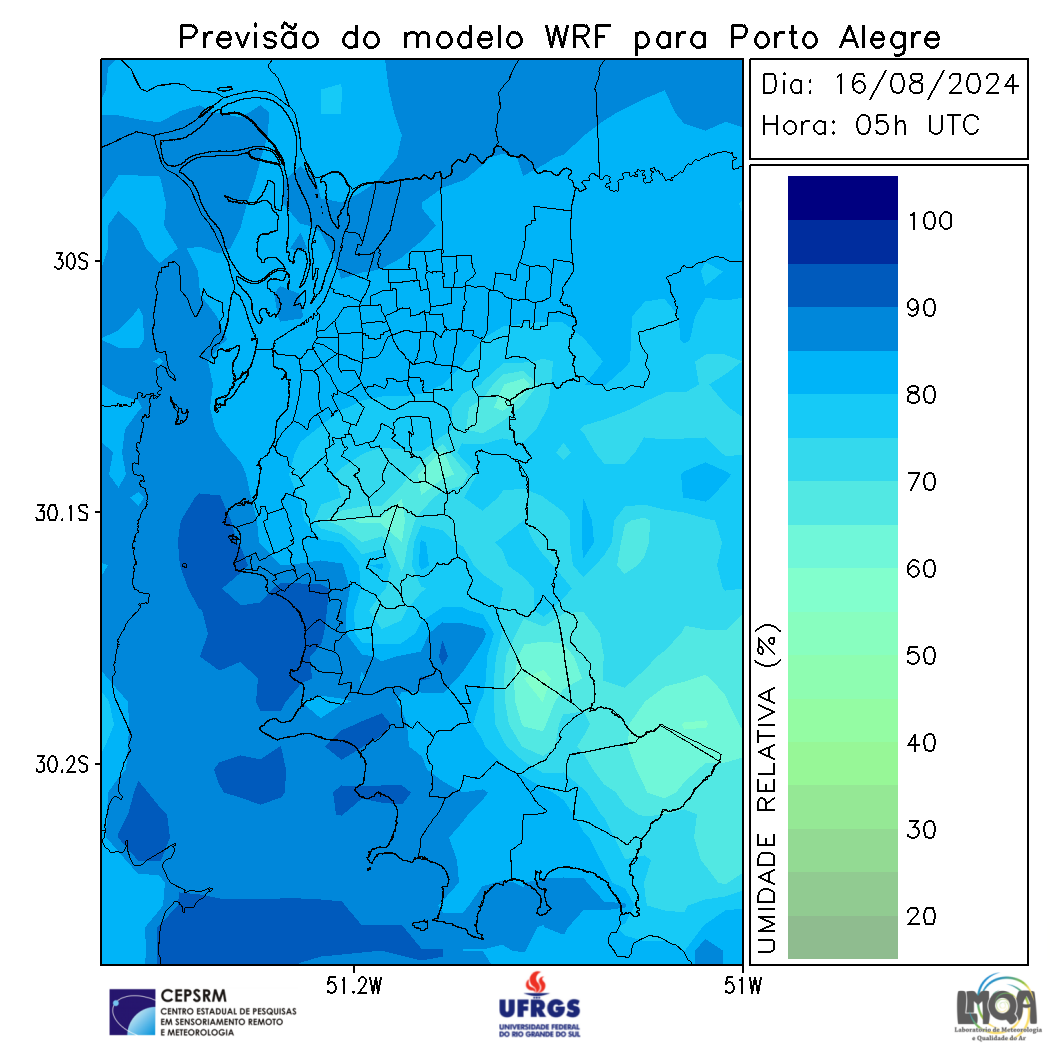 Previsão do modelo WRF para Porto Alegre
Dia: 16/08/2024
Hora: 05h UTC
30S
30.1S
30.2S
51.2W
51W
UMIDADE RELATIVA (%)
100
90
80
70
60
50
40
30
20
CEPSRM
CENTRO ESTADUAL DE PESQUISAS
EM SENSORIAMENTO REMOTO
E METEOROLOGIA
UFRGS
UNIVERSIDADE FEDERAL
DO RIO GRANDE DO SUL
LMQA
Laboratório de Meteorologia
e Qualidade do Ar